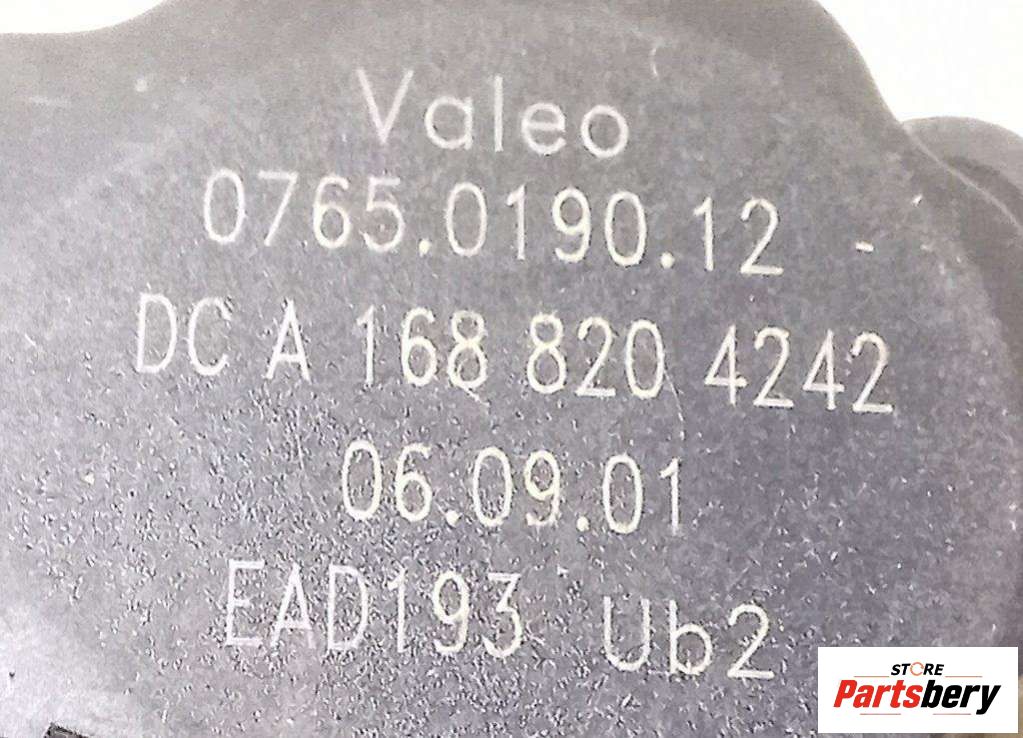 Valeo
0765.0190.12 -
DC A 168 820 4242
06.09.01
EAD193 Ub2
STORE
Partsbery